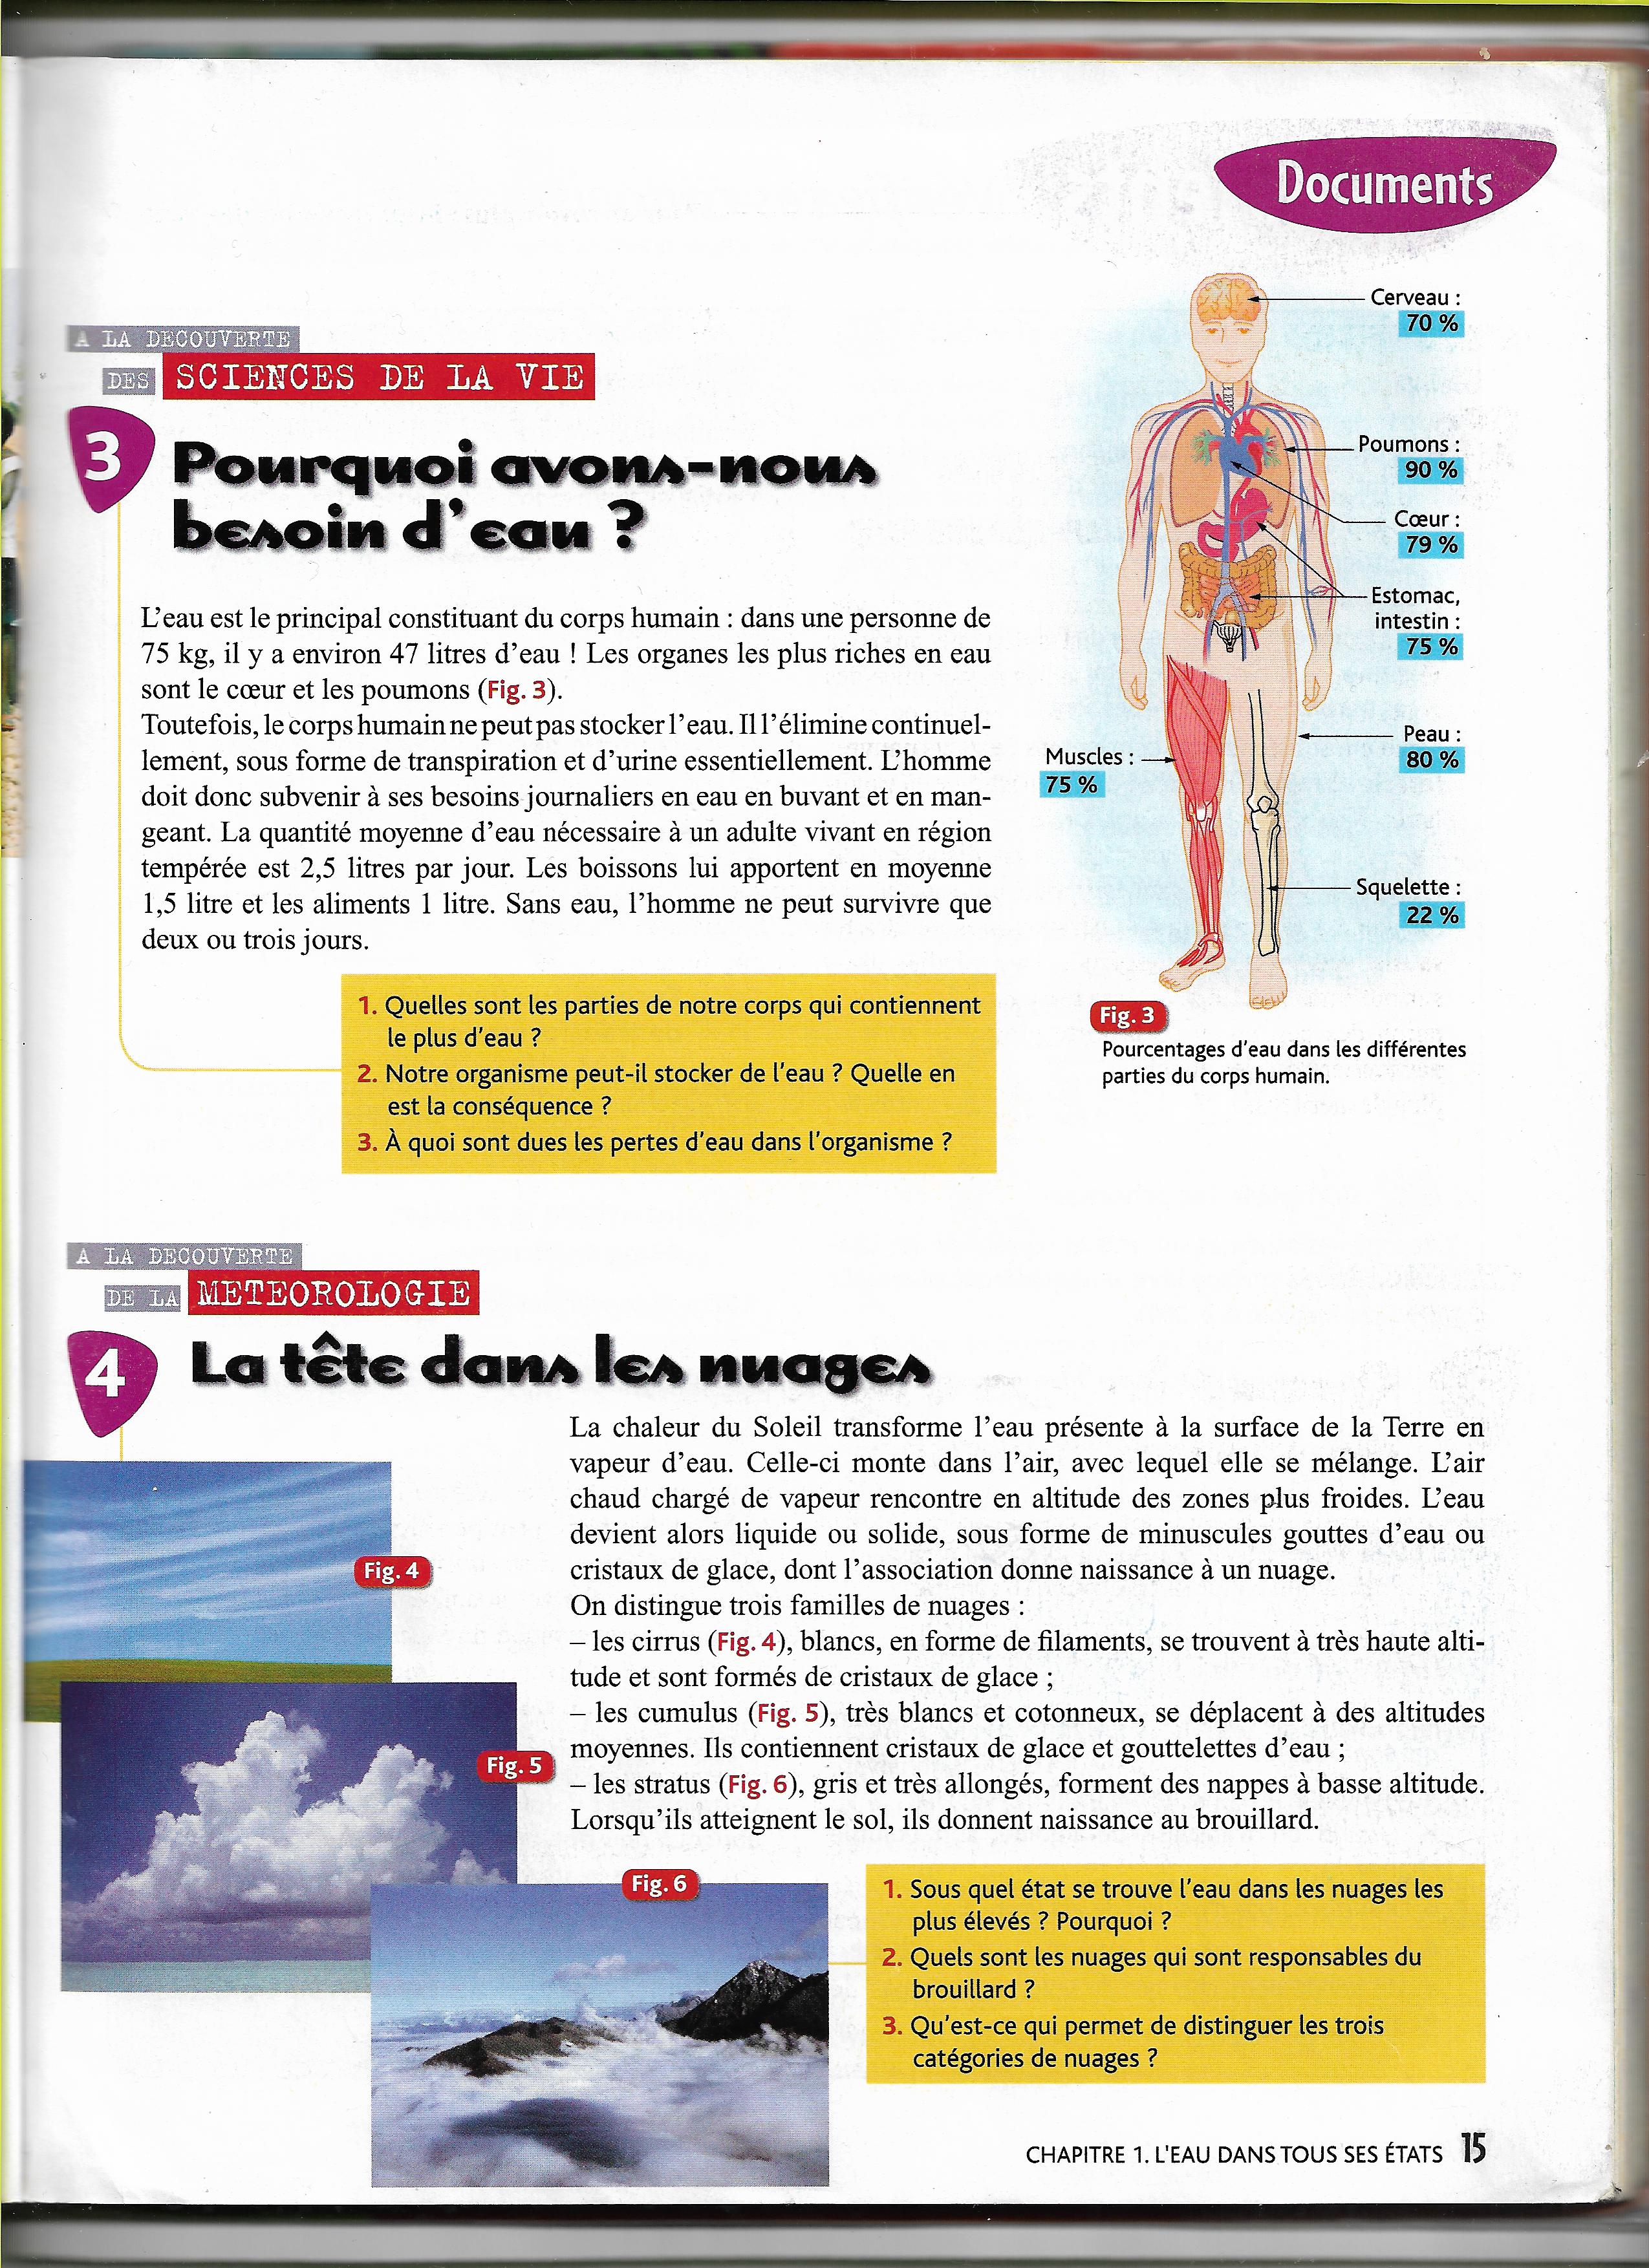 Documents
A LA DECOUVERTE
DES SCIENCES DE LA VIE
3
Pourquoi avons-nous
besoin d'eau ?
L'eau est le principal constituant du corps humain : dans une personne de
75 kg, il y a environ 47 litres d'eau ! Les organes les plus riches en eau
sont le cœur et les poumons (Fig. 3).
Toutefois, le corps humain ne peut pas stocker l'eau. Il l'élimine continuel-
lement, sous forme de transpiration et d'urine essentiellement. L'homme
doit donc subvenir à ses besoins journaliers en eau en buvant et en man-
geant. La quantité moyenne d'eau nécessaire à un adulte vivant en région
tempérée est 2,5 litres par jour. Les boissons lui apportent en moyenne
1,5 litre et les aliments 1 litre. Sans eau, l'homme ne peut survivre que
deux ou trois jours.
1. Quelles sont les parties de notre corps qui contiennent
le plus d'eau ?
2. Notre organisme peut-il stocker de l'eau ? Quelle en
est la conséquence ?
3. À quoi sont dues les pertes d'eau dans l'organisme ?
Cerveau :
70 %
Poumons :
90 %
Cœur :
79 %
Estomac,
intestin :
75 %
Peau :
80 %
Muscles :
75 %
Squelette :
22 %
Fig. 3
Pourcentages d'eau dans les différentes
parties du corps humain.
A LA DECOUVERTE
DE LA METEOROLOGIE
4
La tête dans les nuages
La chaleur du Soleil transforme l'eau présente à la surface de la Terre en
vapeur d'eau. Celle-ci monte dans l'air, avec lequel elle se mélange. L'air
chaud chargé de vapeur rencontre en altitude des zones plus froides. L'eau
devient alors liquide ou solide, sous forme de minuscules gouttes d'eau ou
cristaux de glace, dont l'association donne naissance à un nuage.
On distingue trois familles de nuages :
– les cirrus (Fig. 4), blancs, en forme de filaments, se trouvent à très haute alti-
tude et sont formés de cristaux de glace ;
– les cumulus (Fig. 5), très blancs et cotonneux, se déplacent à des altitudes
moyennes. Ils contiennent cristaux de glace et gouttelettes d'eau ;
– les stratus (Fig. 6), gris et très allongés, forment des nappes à basse altitude.
Lorsqu'ils atteignent le sol, ils donnent naissance au brouillard.
Fig. 4
Fig. 5
Fig. 6
1. Sous quel état se trouve l'eau dans les nuages les
plus élevés ? Pourquoi ?
2. Quels sont les nuages qui sont responsables du
brouillard ?
3. Qu'est-ce qui permet de distinguer les trois
catégories de nuages ?
CHAPITRE 1. L'EAU DANS TOUS SES ÉTATS 15